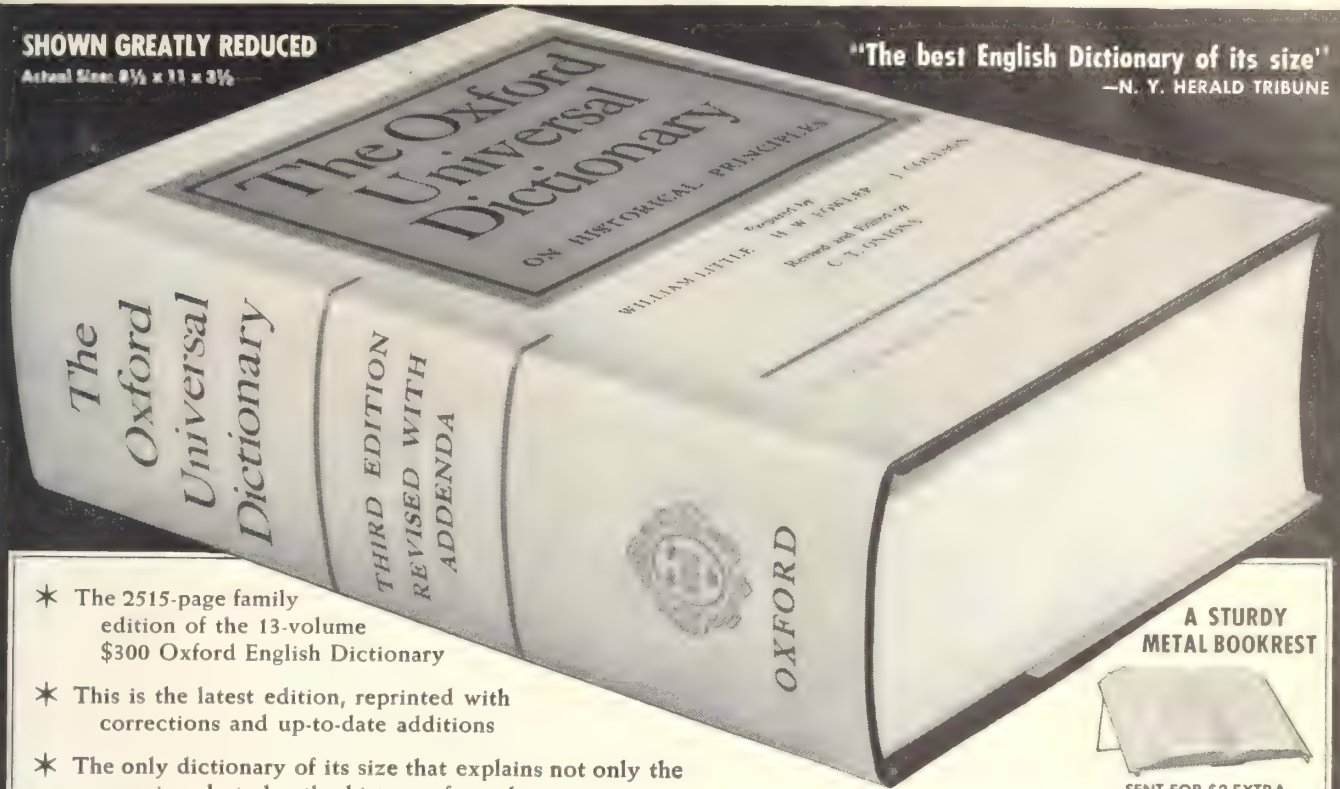 SHOWN GREATLY REDUCED
Actual Size: 8½ x 11 x 3½
"The best English Dictionary of its size"
—N. Y. HERALD TRIBUNE
The Oxford
Universal
Dictionary
ON HISTORICAL PRINCIPLES
Prepared by
WILLIAM LITTLE H. W. FOWLER J. COULSON
Revised and Edited by
C. T. ONIONS
The
Oxford
Universal
Dictionary
THIRD EDITION
REVISED WITH
ADDENDA
OXFORD
* The 2515-page family
edition of the 13-volume
$300 Oxford English Dictionary
* This is the latest edition, reprinted with
corrections and up-to-date additions
* The only dictionary of its size that explains not only the
A STURDY
METAL BOOKREST
SENT FOR $2 EXTRA